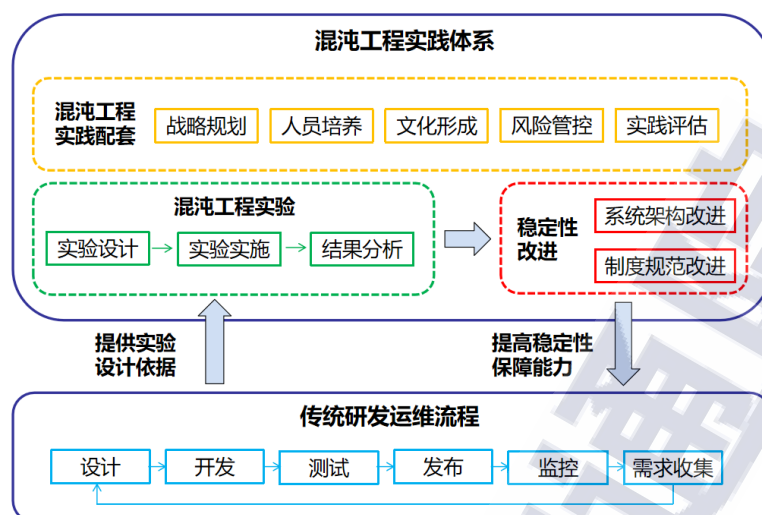 混沌工程实践体系
混沌工程
实践配套
战略规划
人员培养
文化形成
风险管控
实践评估
混沌工程实验
实验设计
实验实施
结果分析
稳定性
改进
系统架构改进
制度规范改进
提供实验
设计依据
提高稳定性
保障能力
传统研发运维流程
设计
开发
测试
发布
监控
需求收集